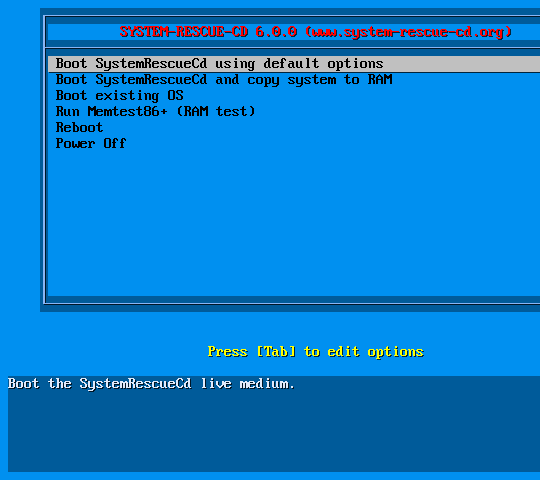 SYSTEM-RESCUE-CD 6.0.0 (www.system-rescue-cd.org)
Boot SystemRescueCd using default options
Boot SystemRescueCd and copy system to RAM
Boot existing OS
Run Memtest86+ (RAM test)
Reboot
Power Off
Press [Tab] to edit options
Boot the SystemRescueCd live medium.